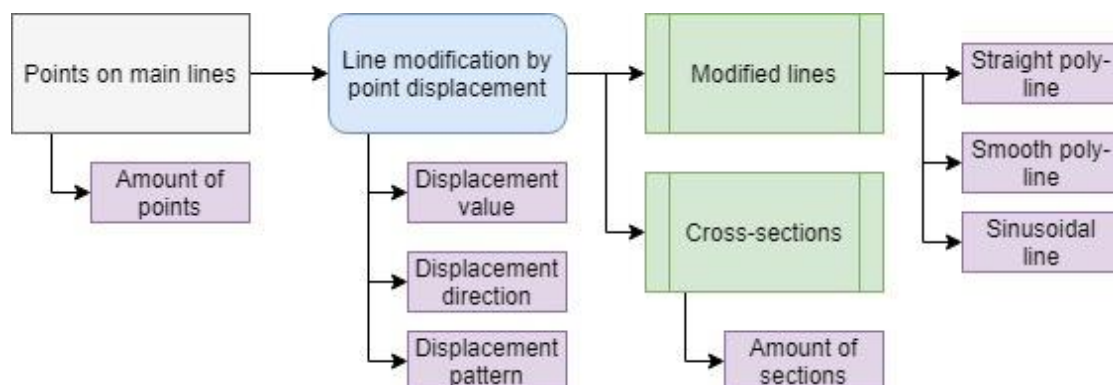 Points on main lines
Amount of
points
Line modification by
point displacement
Displacement
value
Displacement
direction
Displacement
pattern
Modified lines
Cross-sections
Amount of
sections
Straight poly-
line
Smooth poly-
line
Sinusoidal
line